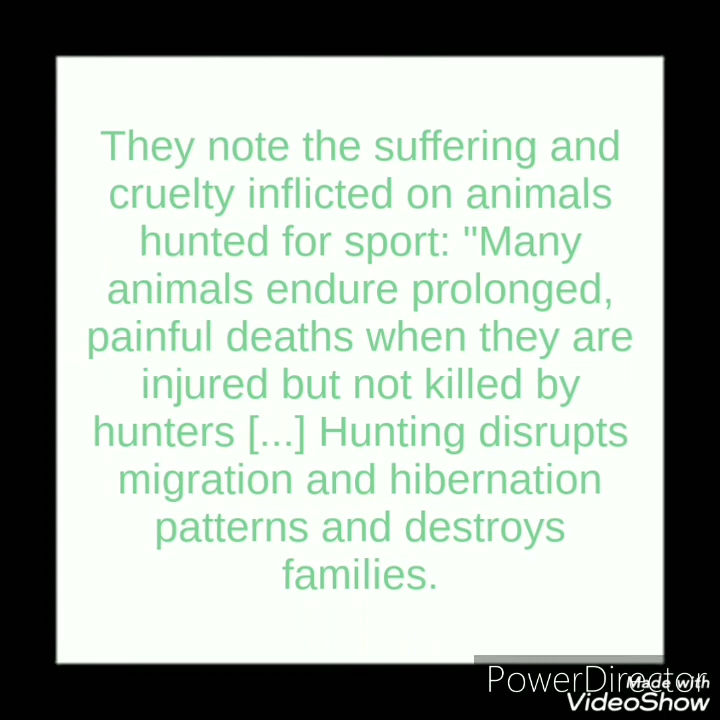 They note the suffering and
cruelty inflicted on animals
hunted for sport: "Many
animals endure prolonged,
painful deaths when they are
injured but not killed by
hunters [...] Hunting disrupts
migration and hibernation
patterns and destroys
families.
PowerDirector
Made with
VideoShow